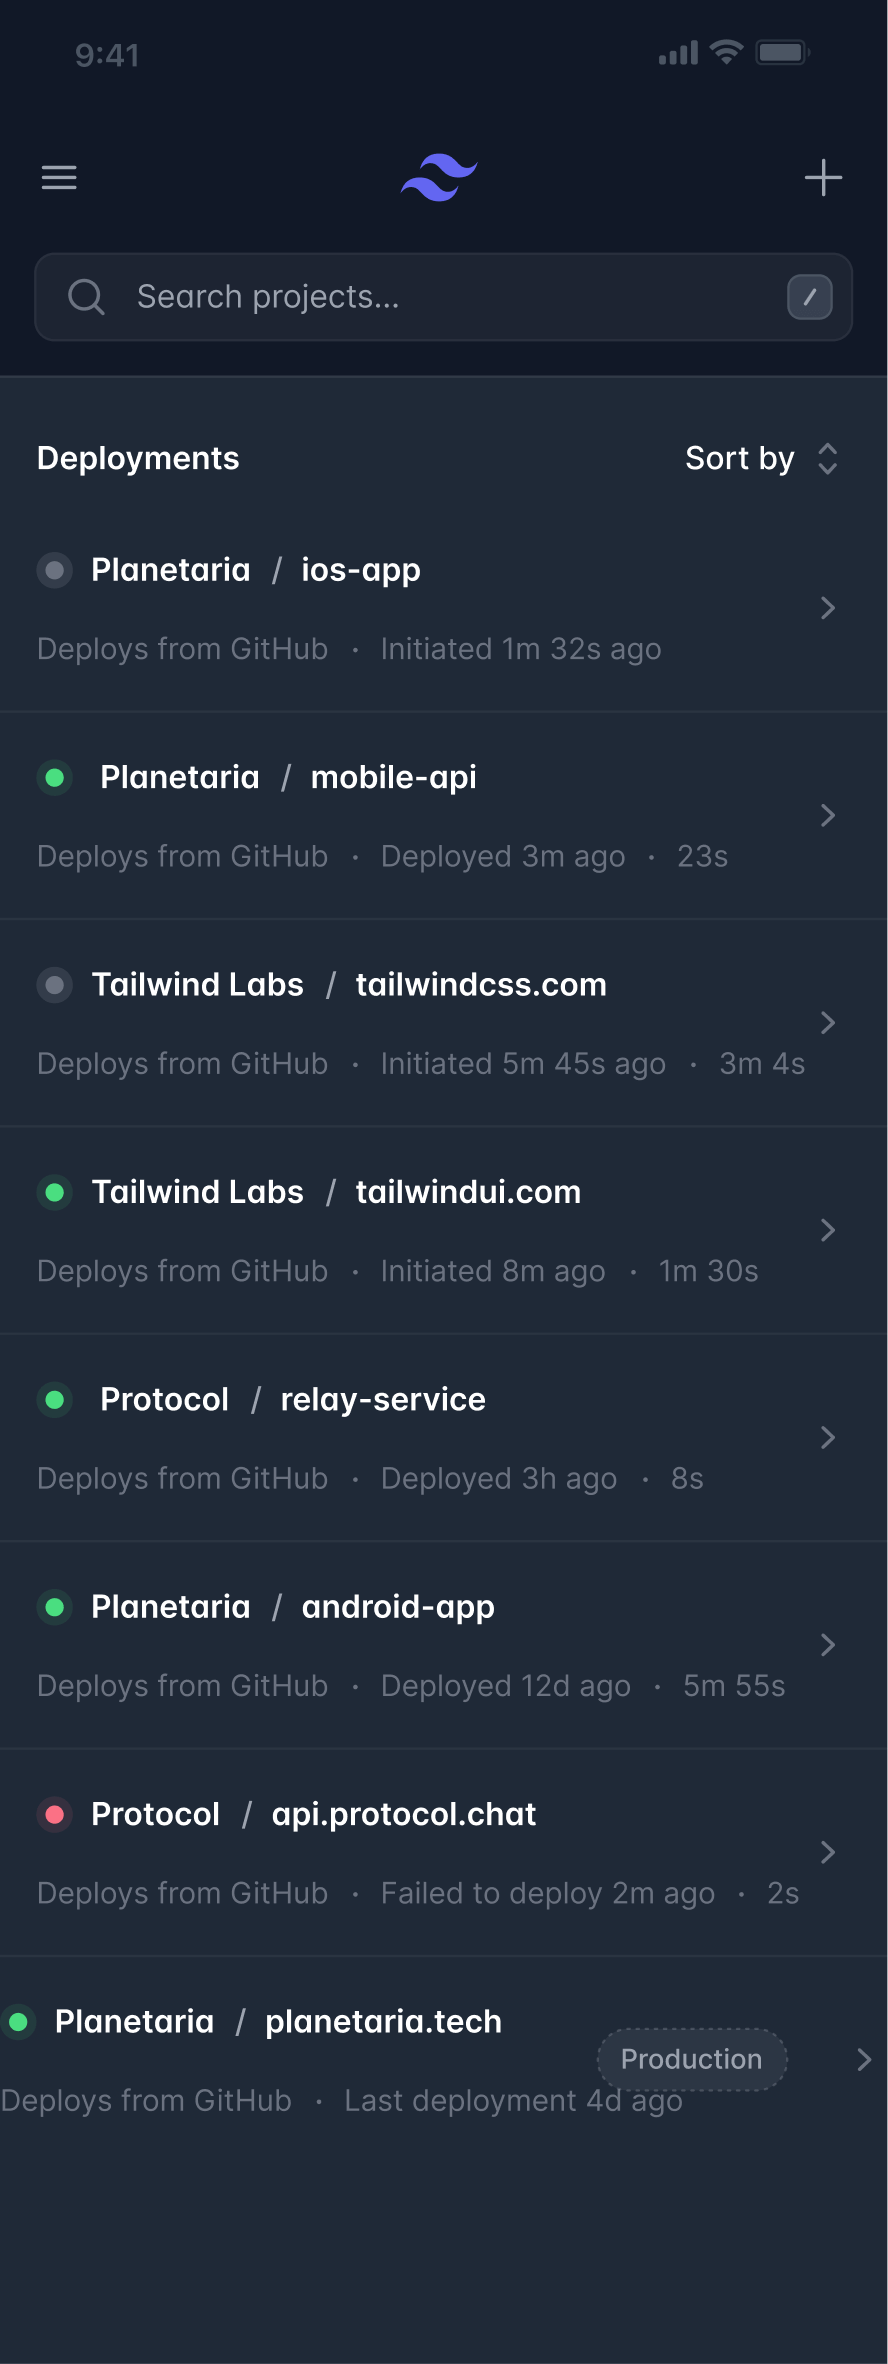 9:41
Search projects...
/
Deployments
Sort by
Planetaria / ios-app
Deploys from GitHub · Initiated 1m 32s ago
Planetaria / mobile-api
Deploys from GitHub · Deployed 3m ago · 23s
Tailwind Labs / tailwindcss.com
Deploys from GitHub · Initiated 5m 45s ago · 3m 4s
Tailwind Labs / tailwindui.com
Deploys from GitHub · Initiated 8m ago · 1m 30s
Protocol / relay-service
Deploys from GitHub · Deployed 3h ago · 8s
Planetaria / android-app
Deploys from GitHub · Deployed 12d ago · 5m 55s
Protocol / api.protocol.chat
Deploys from GitHub · Failed to deploy 2m ago · 2s
Planetaria / planetaria.tech
Production
Deploys from GitHub · Last deployment 4d ago